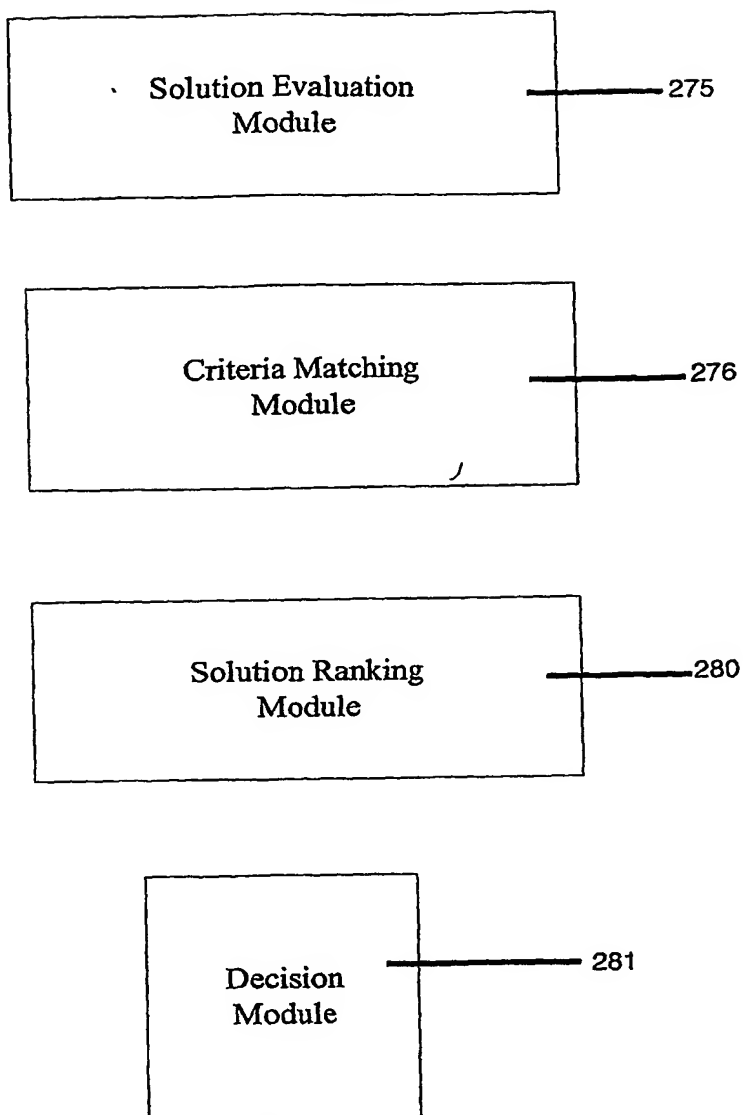 Solution Evaluation
Module
275
Criteria Matching
Module
276
Solution Ranking
Module
280
Decision
Module
281